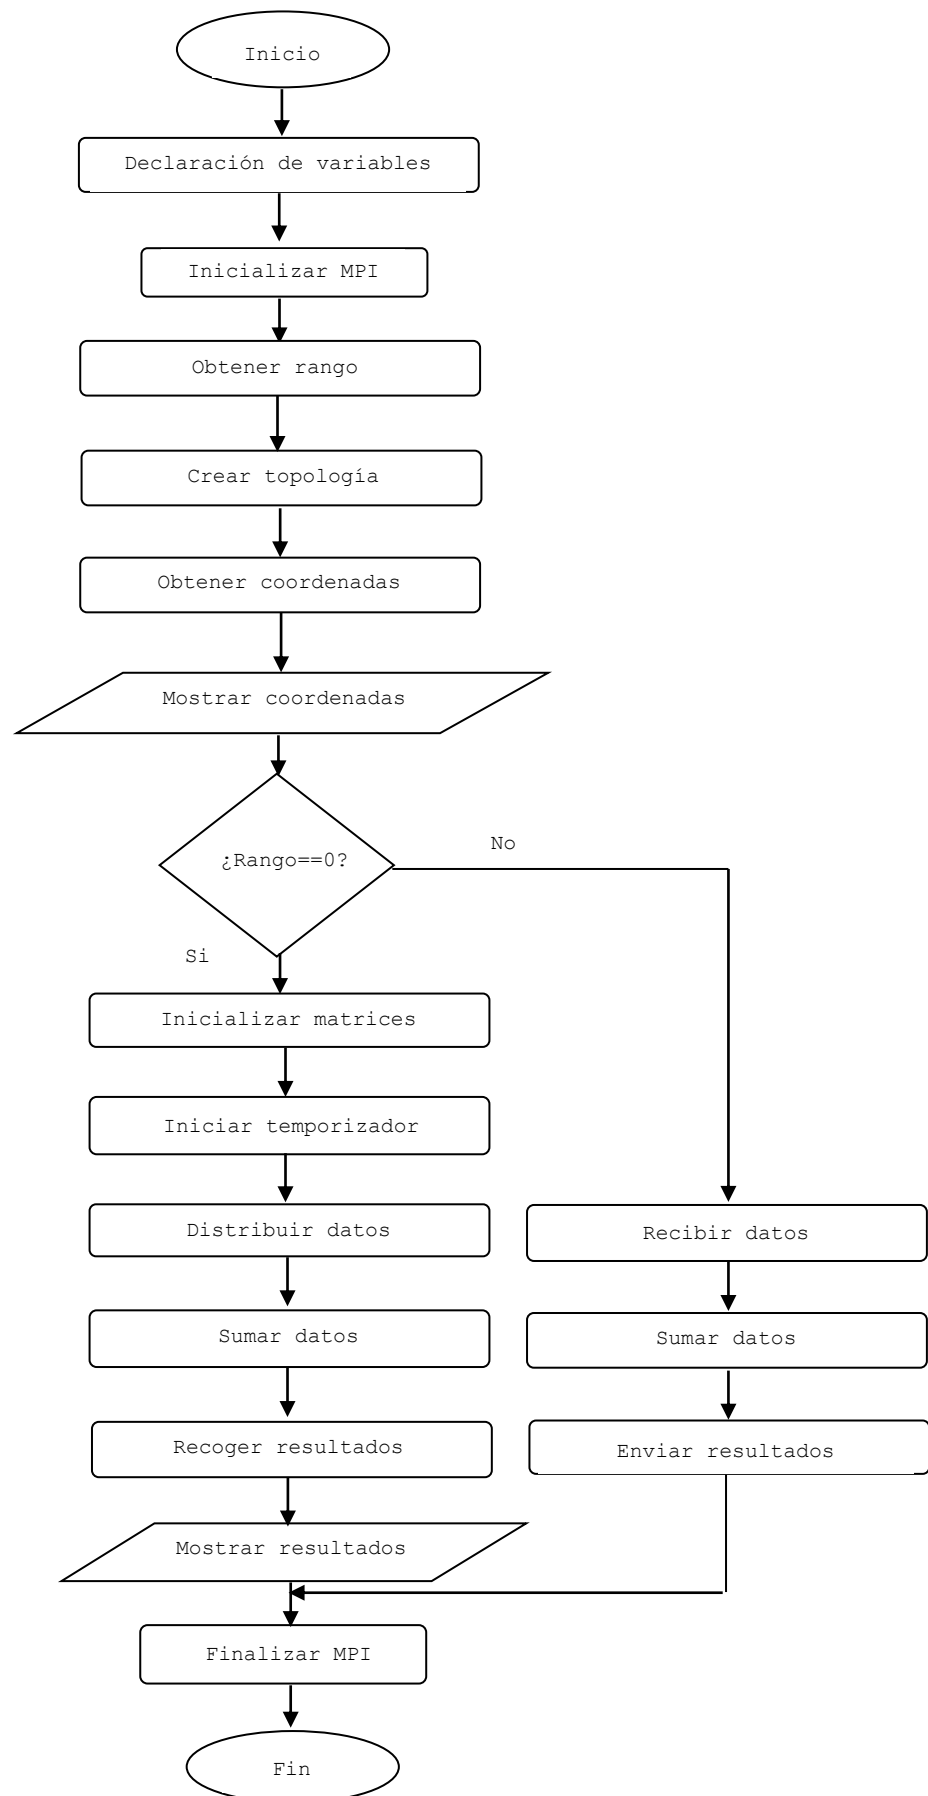 Inicio
Declaración de variables
Inicializar MPI
Obtener rango
Crear topología
Obtener coordenadas
Mostrar coordenadas
¿Rango==0?
No
Si
Inicializar matrices
Iniciar temporizador
Distribuir datos
Sumar datos
Recoger resultados
Mostrar resultados
Recibir datos
Sumar datos
Enviar resultados
Finalizar MPI
Fin